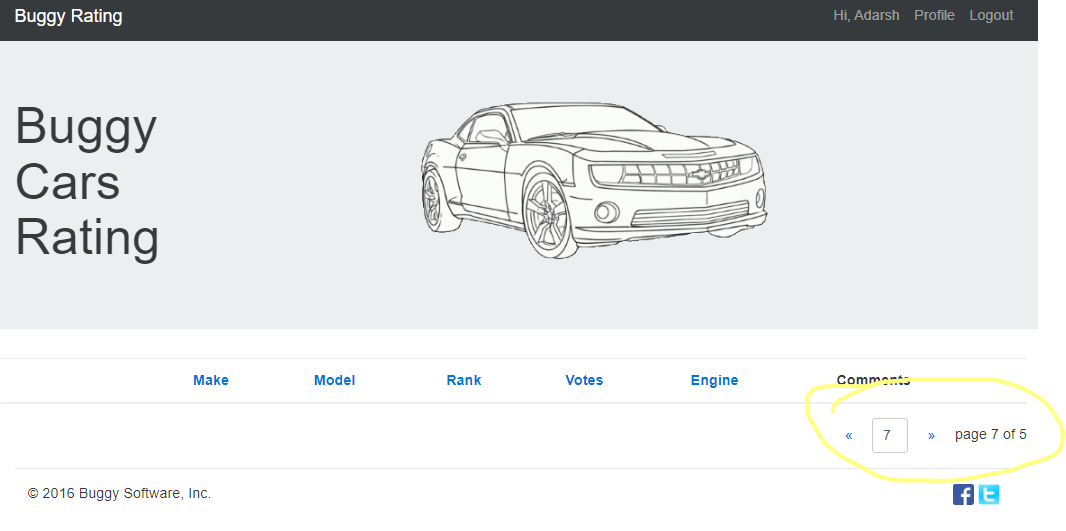 Buggy Rating
Hi, Adarsh Profile Logout
Buggy
Cars
Rating
Make Model Rank Votes Engine Comments
« 7 » page 7 of 5
© 2016 Buggy Software, Inc.